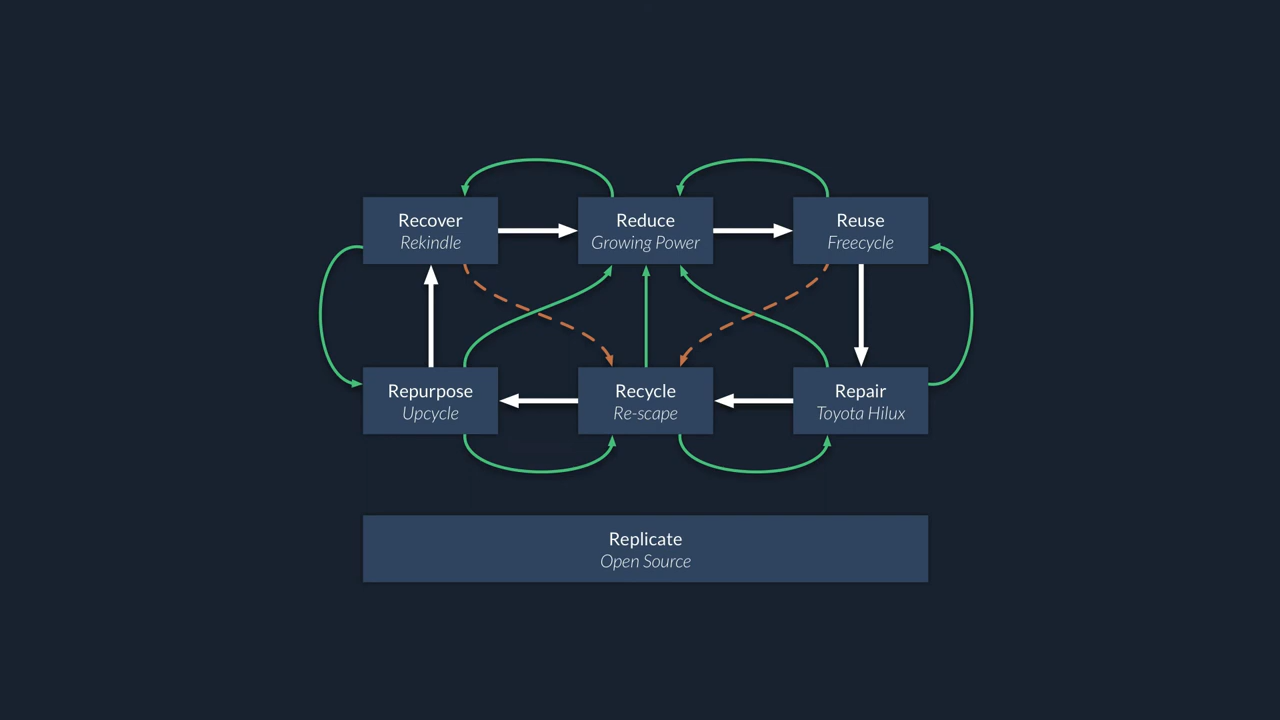 Recover
Rekindle
Reduce
Growing Power
Reuse
Freecycle
Repurpose
Upcycle
Recycle
Re-scape
Repair
Toyota Hilux
Replicate
Open Source